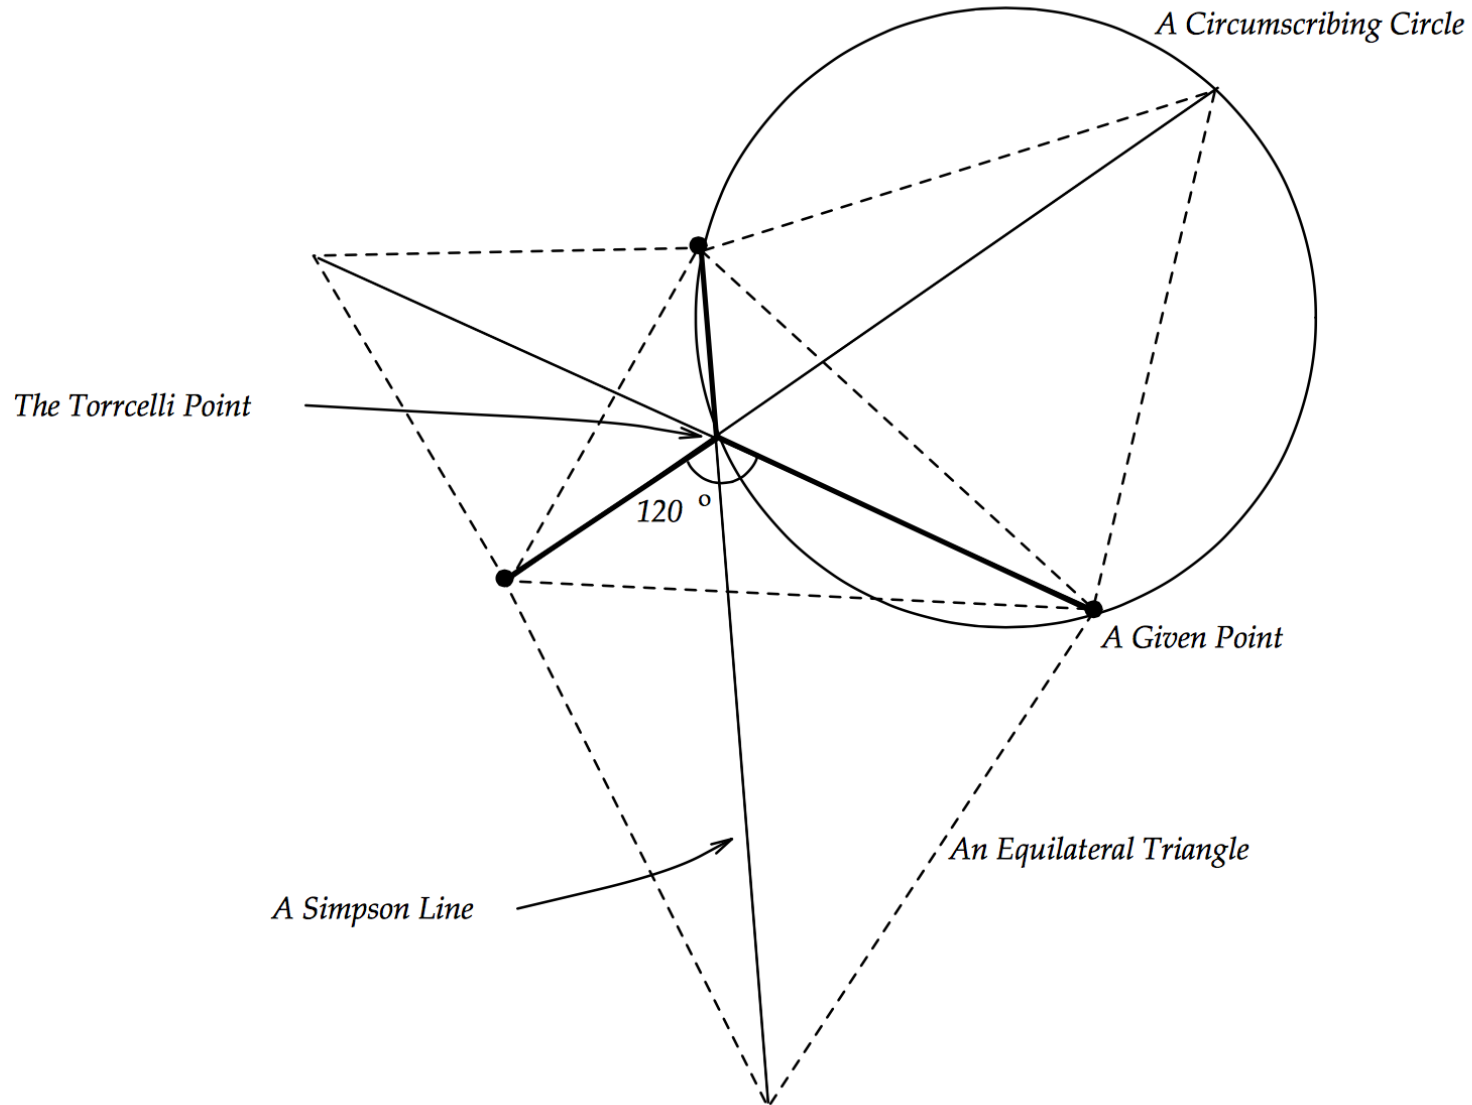 A Circumscribing Circle
The Torrcelli Point
120 o
A Given Point
An Equilateral Triangle
A Simpson Line